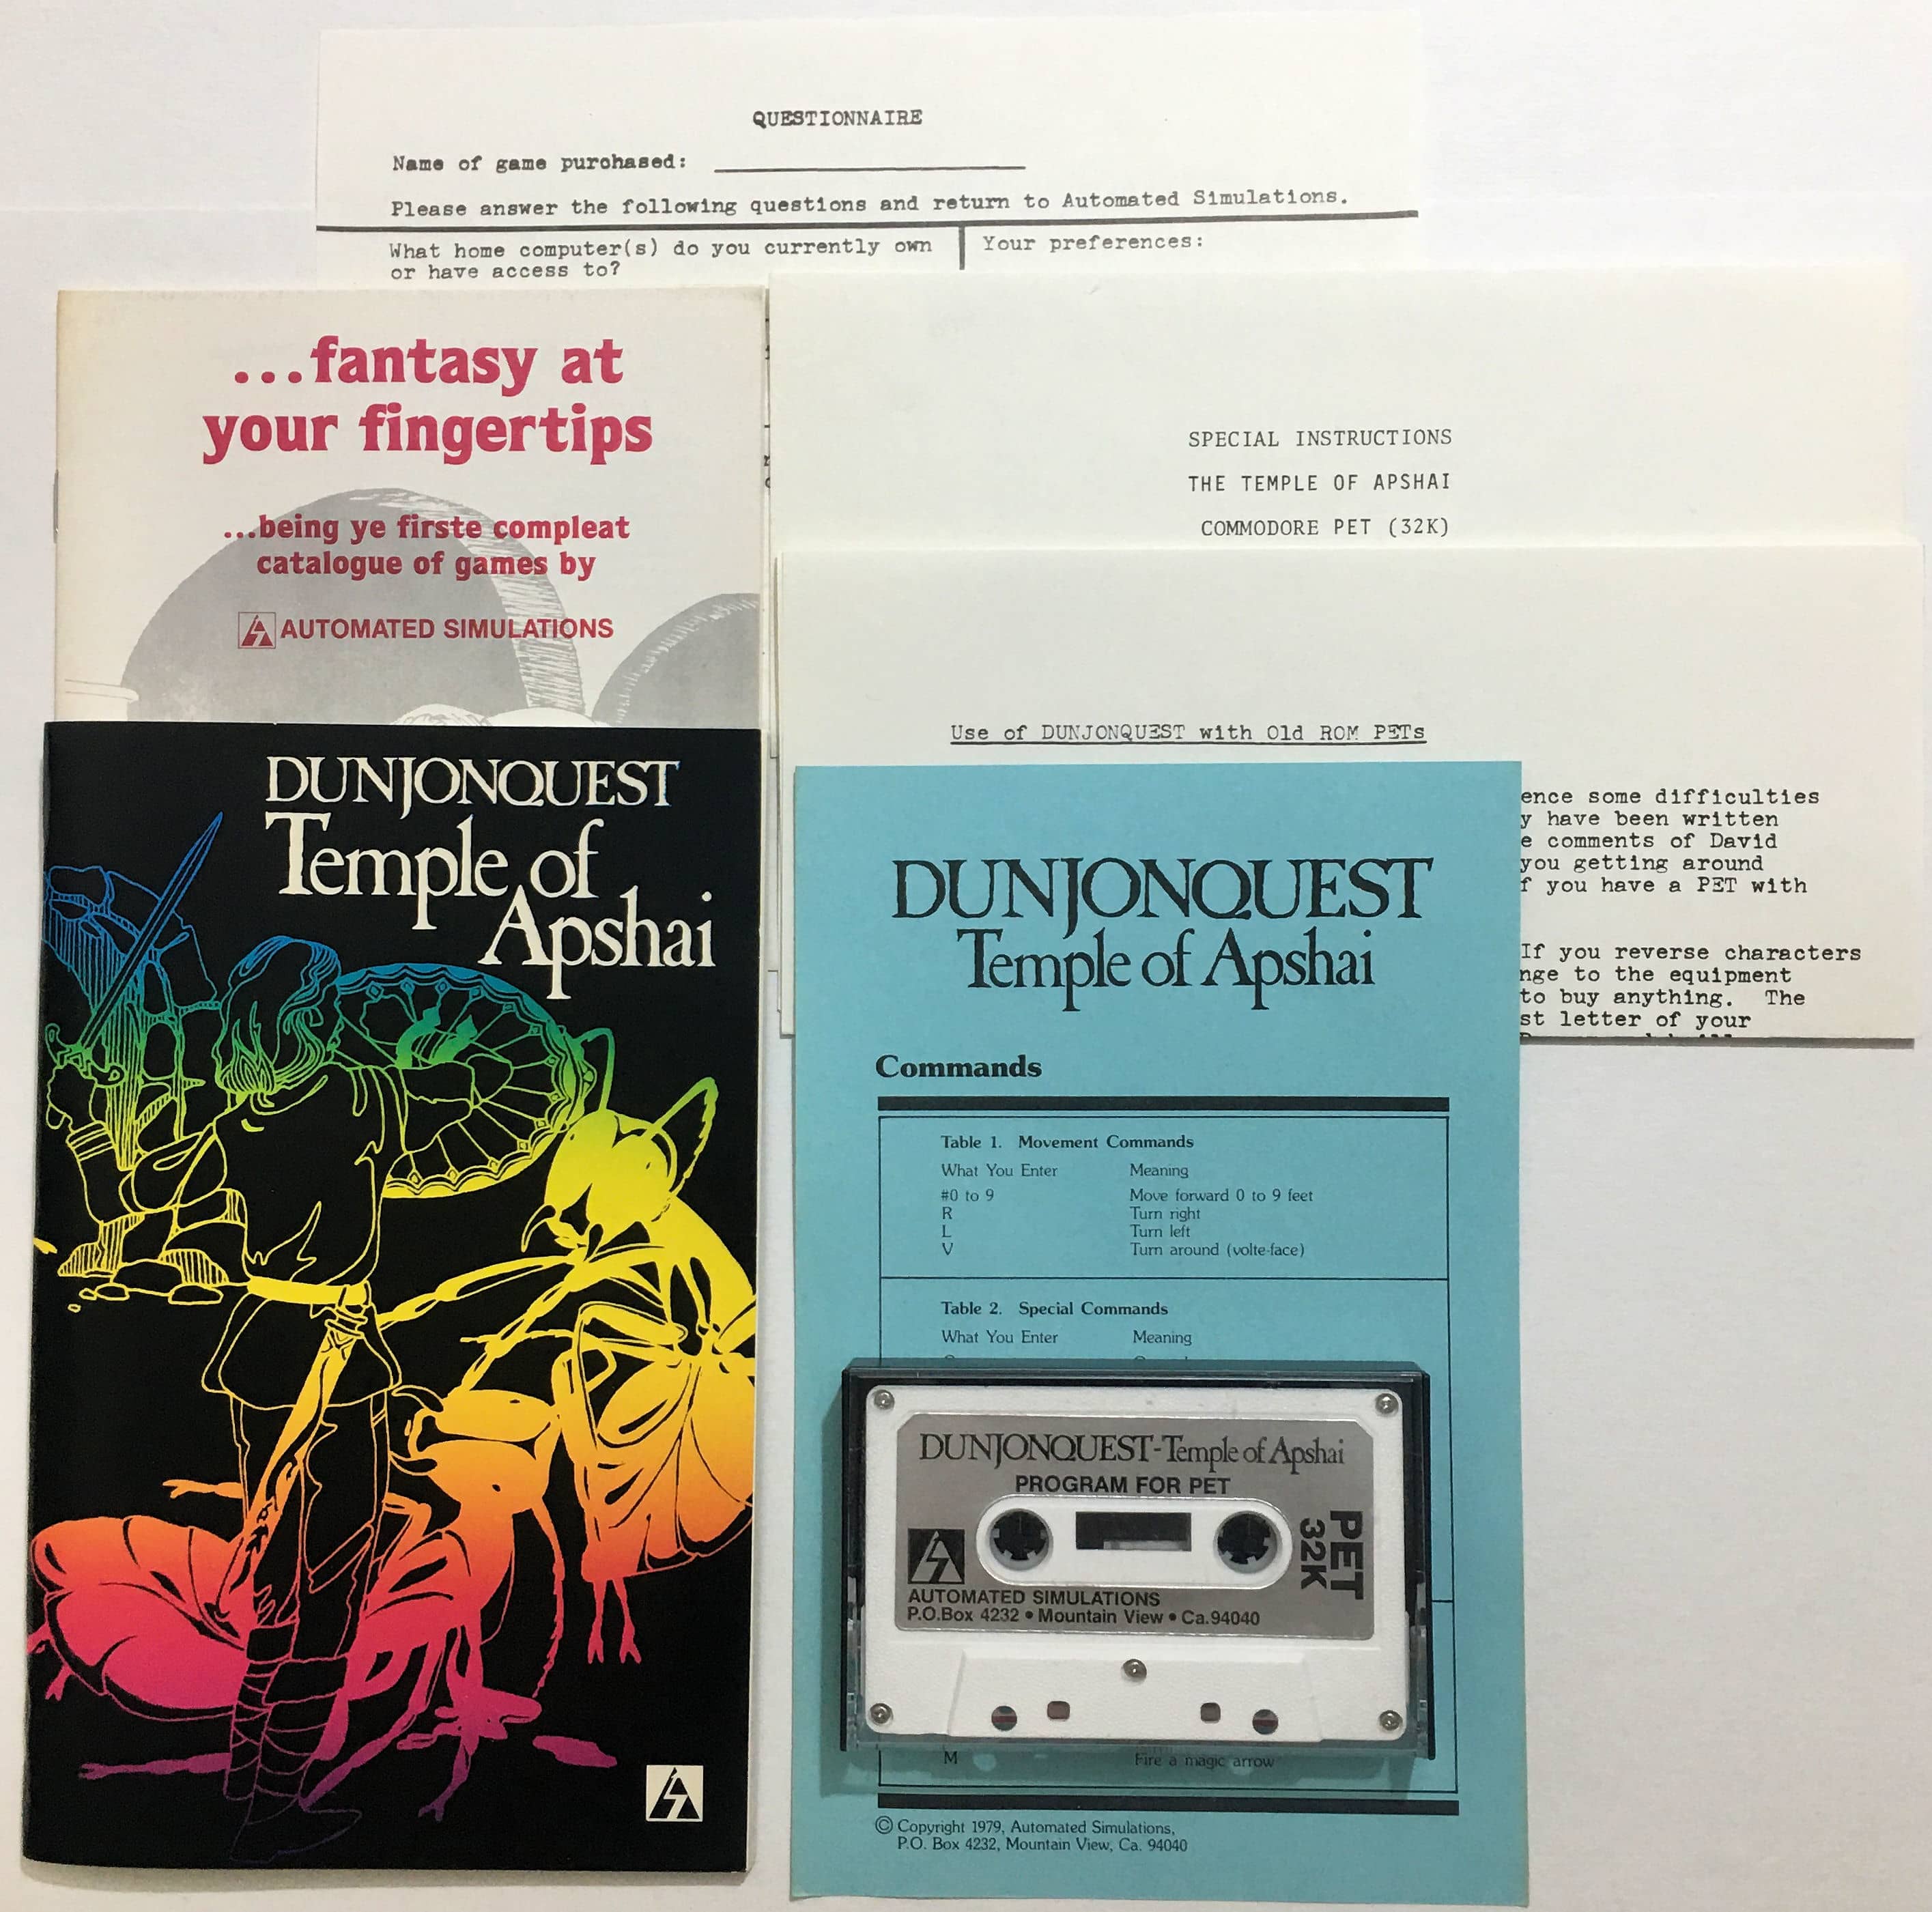 QUESTIONNAIRE
Name of game purchased:
Please answer the following questions and return to Automated Simulations.
What home computer(s) do you currently own
or have access to?
Your preferences:
...fantasy at
your fingertips
...being ye firste compleat
catalogue of games by
AUTOMATED SIMULATIONS
SPECIAL INSTRUCTIONS
THE TEMPLE OF APSHAI
COMMODORE PET (32K)
Use of DUNJONQUEST with Old ROM PETs
ence some difficulties
y have been written
e comments of David
you getting around
f you have a PET with
If you reverse characters
nge to the equipment
to buy anything. The
st letter of your
DUNJONQUEST
Temple of
Apshai
DUNJONQUEST
Temple of Apshai
Commands
Table 1. Movement Commands
What You Enter Meaning
#0 to 9 Move forward 0 to 9 feet
R Turn right
L Turn left
V Turn around (volte-face)
Table 2. Special Commands
What You Enter Meaning
DUNJONQUEST-Temple of Apshai
PROGRAM FOR PET
PET
32K
AUTOMATED SIMULATIONS
P.O.Box 4232 • Mountain View • Ca.94040
M Fire a magic arrow
© Copyright 1979, Automated Simulations,
P.O. Box 4232, Mountain View, Ca. 94040